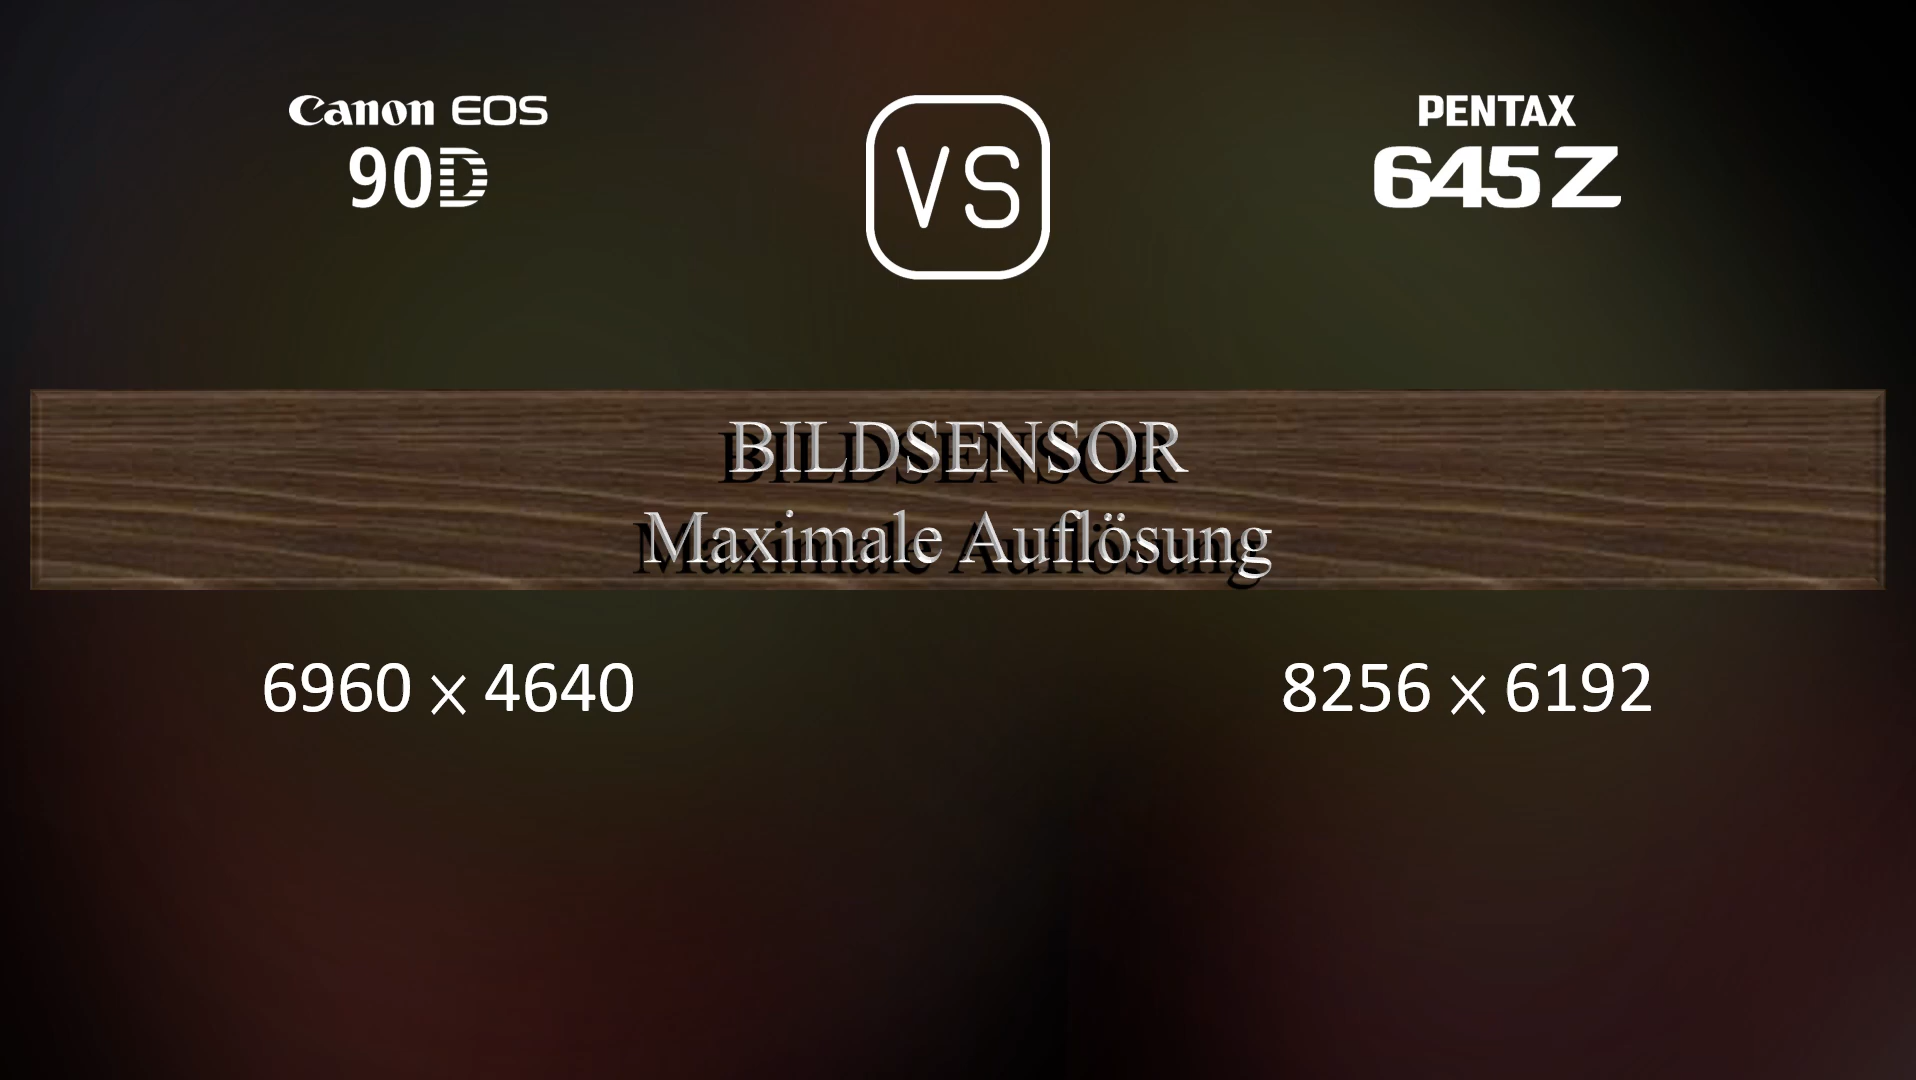 Canon EOS
90D
VS
PENTAX
645Z
BILDSENSOR
Maximale Auflösung
6960 x 4640
8256 x 6192